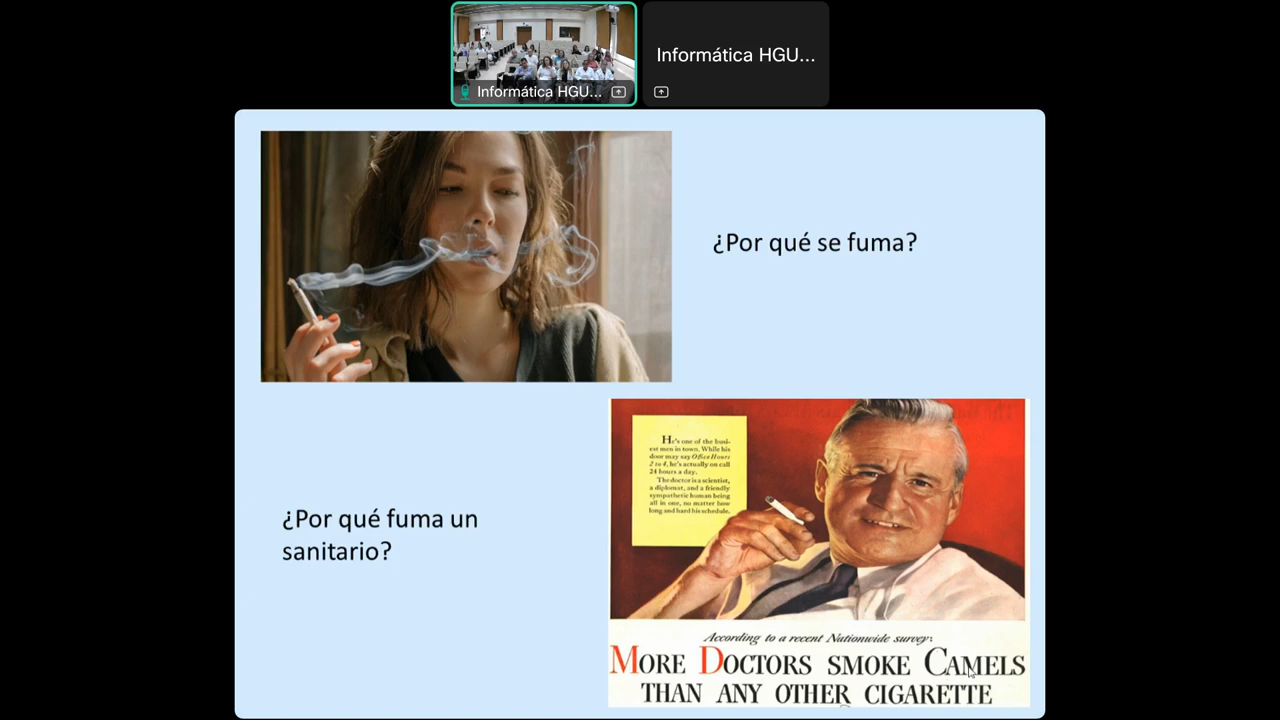 Informática HGU...
Informática HGU...
¿Por qué se fuma?
He's one of the busi-
est men in town. While his
door may say Office Hours
2 to 4, he's actually on call
24 hours a day.
The doctor is a scientist,
a diplomat, and a friendly
sympathetic human being
all in one, no matter how
long and hard his schedule.
¿Por qué fuma un
sanitario?
According to a recent Nationwide survey:
MORE DOCTORS SMOKE CAMELS
THAN ANY OTHER CIGARETTE